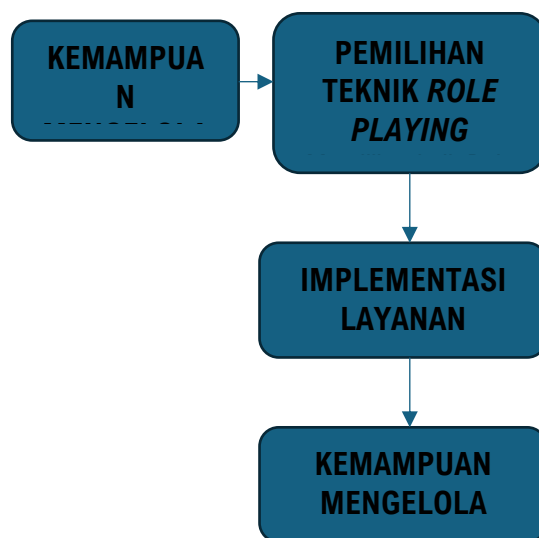 KEMAMPUA
N
PEMILIHAN
TEKNIK ROLE
PLAYING
IMPLEMENTASI
LAYANAN
KEMAMPUAN
MENGELOLA